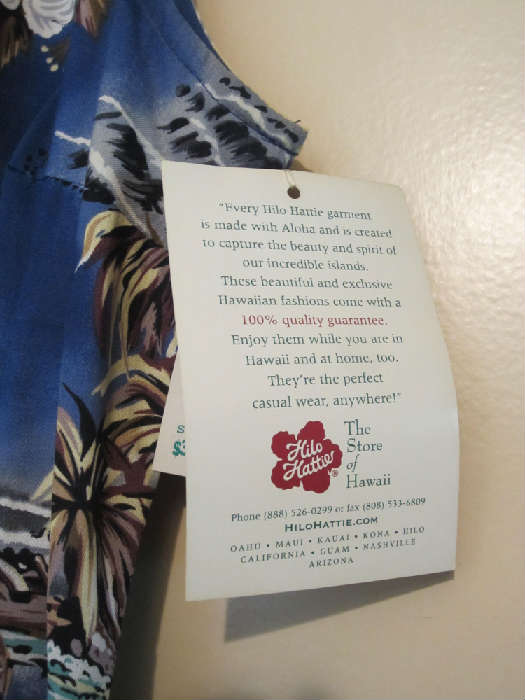 "Every Hilo Hattie garment
is made with Aloha and is created
to capture the beauty and spirit of
our incredible islands.
These beautiful and exclusive
Hawaiian fashions come with a
100% quality guarantee.
Enjoy them while you are in
Hawaii and at home, too.
They're the perfect
casual wear, anywhere!"
Hilo
Hattie®
The
Store
of
Hawaii
Phone (888) 526-0299 or fax (808) 533-6809
HILOHATTIE.COM
OAHU • MAUI • KAUAI • KONA • HILO
CALIFORNIA • GUAM • NASHVILLE
ARIZONA
S
$3